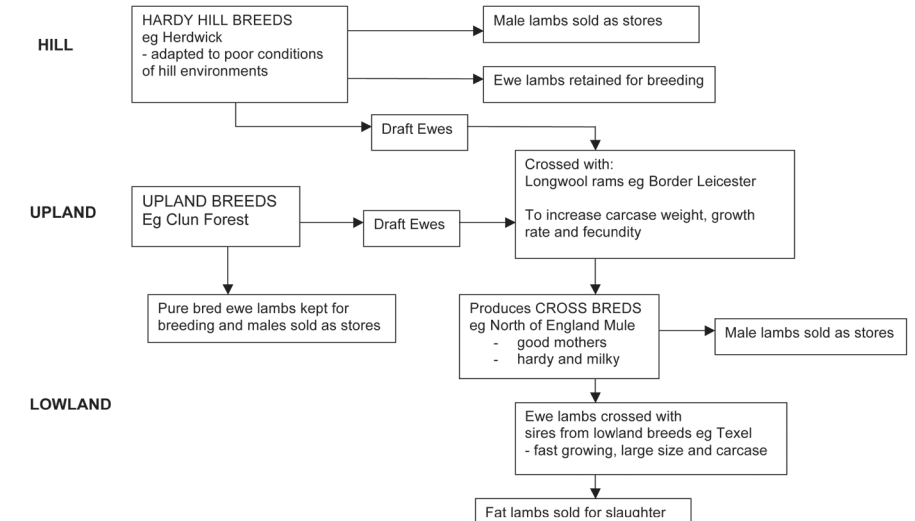 HARDY HILL BREEDS
eg Herdwick
- adapted to poor conditions
of hill environments
Male lambs sold as stores
HILL
Ewe lambs retained for breeding
Draft Ewes
Crossed with:
Longwool rams eg Border Leicester
To increase carcase weight, growth
rate and fecundity
UPLAND
UPLAND BREEDS
Eg Clun Forest
Draft Ewes
Pure bred ewe lambs kept for
breeding and males sold as stores
Produces CROSS BREDS
eg North of England Mule
- good mothers
- hardy and milky
Male lambs sold as stores
LOWLAND
Ewe lambs crossed with
sires from lowland breeds eg Texel
- fast growing, large size and carcase
Fat lambs sold for slaughter